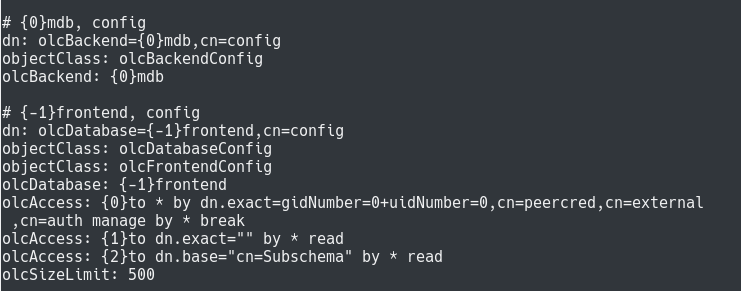 # {0}mdb, config
dn: olcBackend={0}mdb,cn=config
objectClass: olcBackendConfig
olcBackend: {0}mdb

# {-1}frontend, config
dn: olcDatabase={-1}frontend,cn=config
objectClass: olcDatabaseConfig
objectClass: olcFrontendConfig
olcDatabase: {-1}frontend
olcAccess: {0}to * by dn.exact=gidNumber=0+uidNumber=0,cn=peercred,cn=external
 ,cn=auth manage by * break
olcAccess: {1}to dn.exact="" by * read
olcAccess: {2}to dn.base="cn=Subschema" by * read
olcSizeLimit: 500